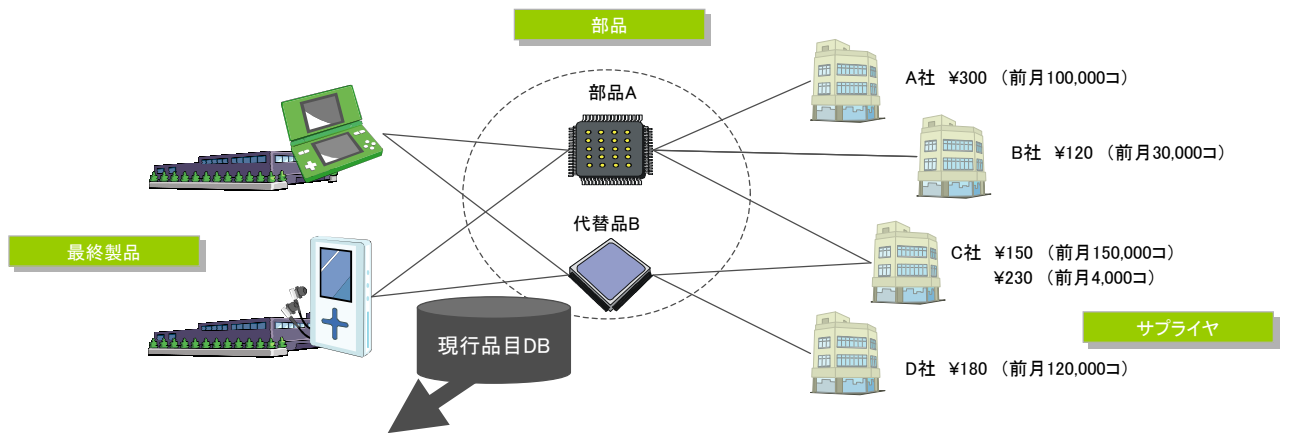 部品
部品A
A社 ¥300 （前月100,000コ）
B社 ¥120 （前月30,000コ）
代替品B
最終製品
C社 ¥150 （前月150,000コ）
¥230 （前月4,000コ）
サプライヤ
現行品目DB
D社 ¥180 （前月120,000コ）